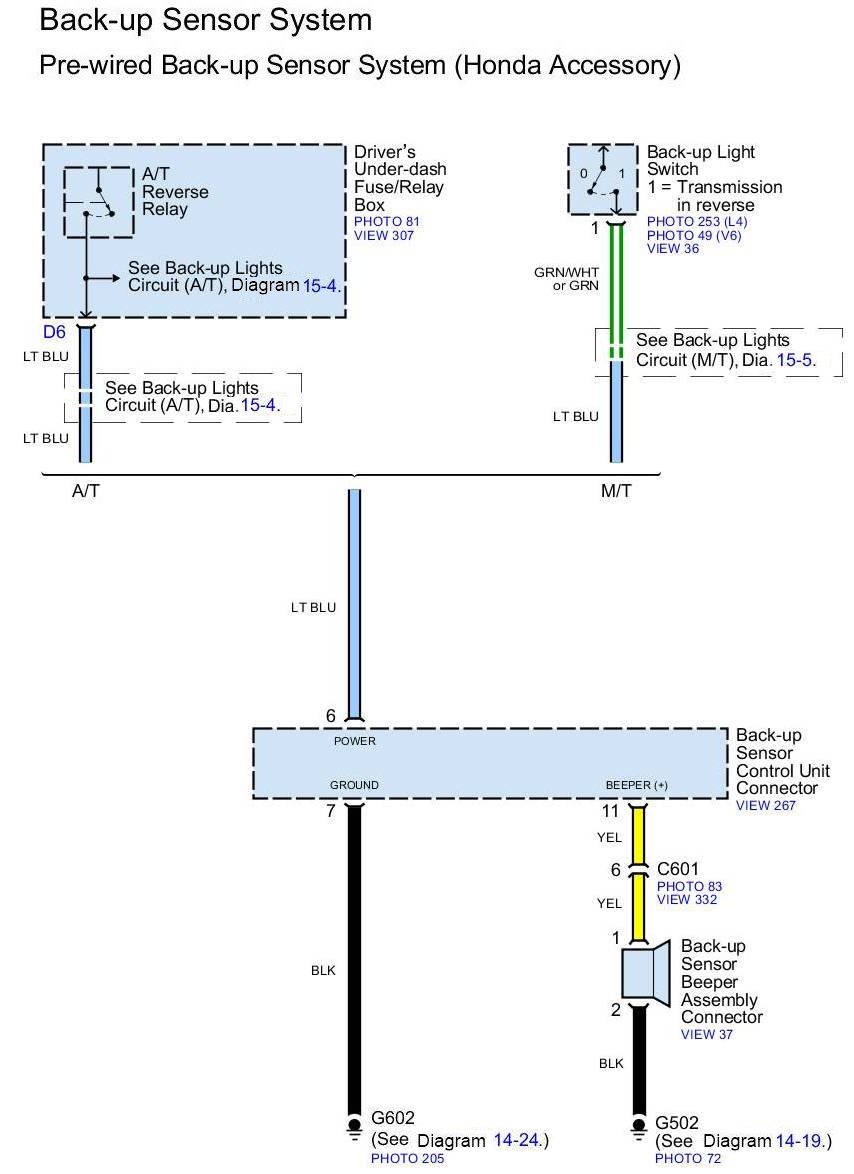 Back-up Sensor System
Pre-wired Back-up Sensor System (Honda Accessory)
A/T
Reverse
Relay
See Back-up Lights
Circuit (A/T), Diagram 15-4.
Driver's
Under-dash
Fuse/Relay
Box
PHOTO 81
VIEW 307
0 1
Back-up Light
Switch
1 = Transmission
in reverse
PHOTO 253 (L4)
PHOTO 49 (V6)
VIEW 36
1
GRN/WHT
or GRN
D6
LT BLU
See Back-up Lights
Circuit (A/T), Dia. 15-4.
LT BLU
See Back-up Lights
Circuit (M/T), Dia. 15-5.
LT BLU
A/T
M/T
LT BLU
6
POWER
GROUND
BEEPER (+)
Back-up
Sensor
Control Unit
Connector
VIEW 267
7
11
YEL
6
C601
PHOTO 83
VIEW 332
YEL
1
BLK
Back-up
Sensor
Beeper
Assembly
Connector
VIEW 37
2
BLK
G602
(See Diagram 14-24.)
PHOTO 205
G502
(See Diagram 14-19.)
PHOTO 72